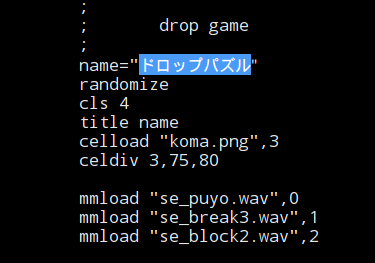 ;
; drop game
;
name="ドロップパズル"
randomize
cls 4
title name
celload "koma.png",3
celdiv 3,75,80
mmload "se_puyo.wav",0
mmload "se_break3.wav",1
mmload "se_block2.wav",2